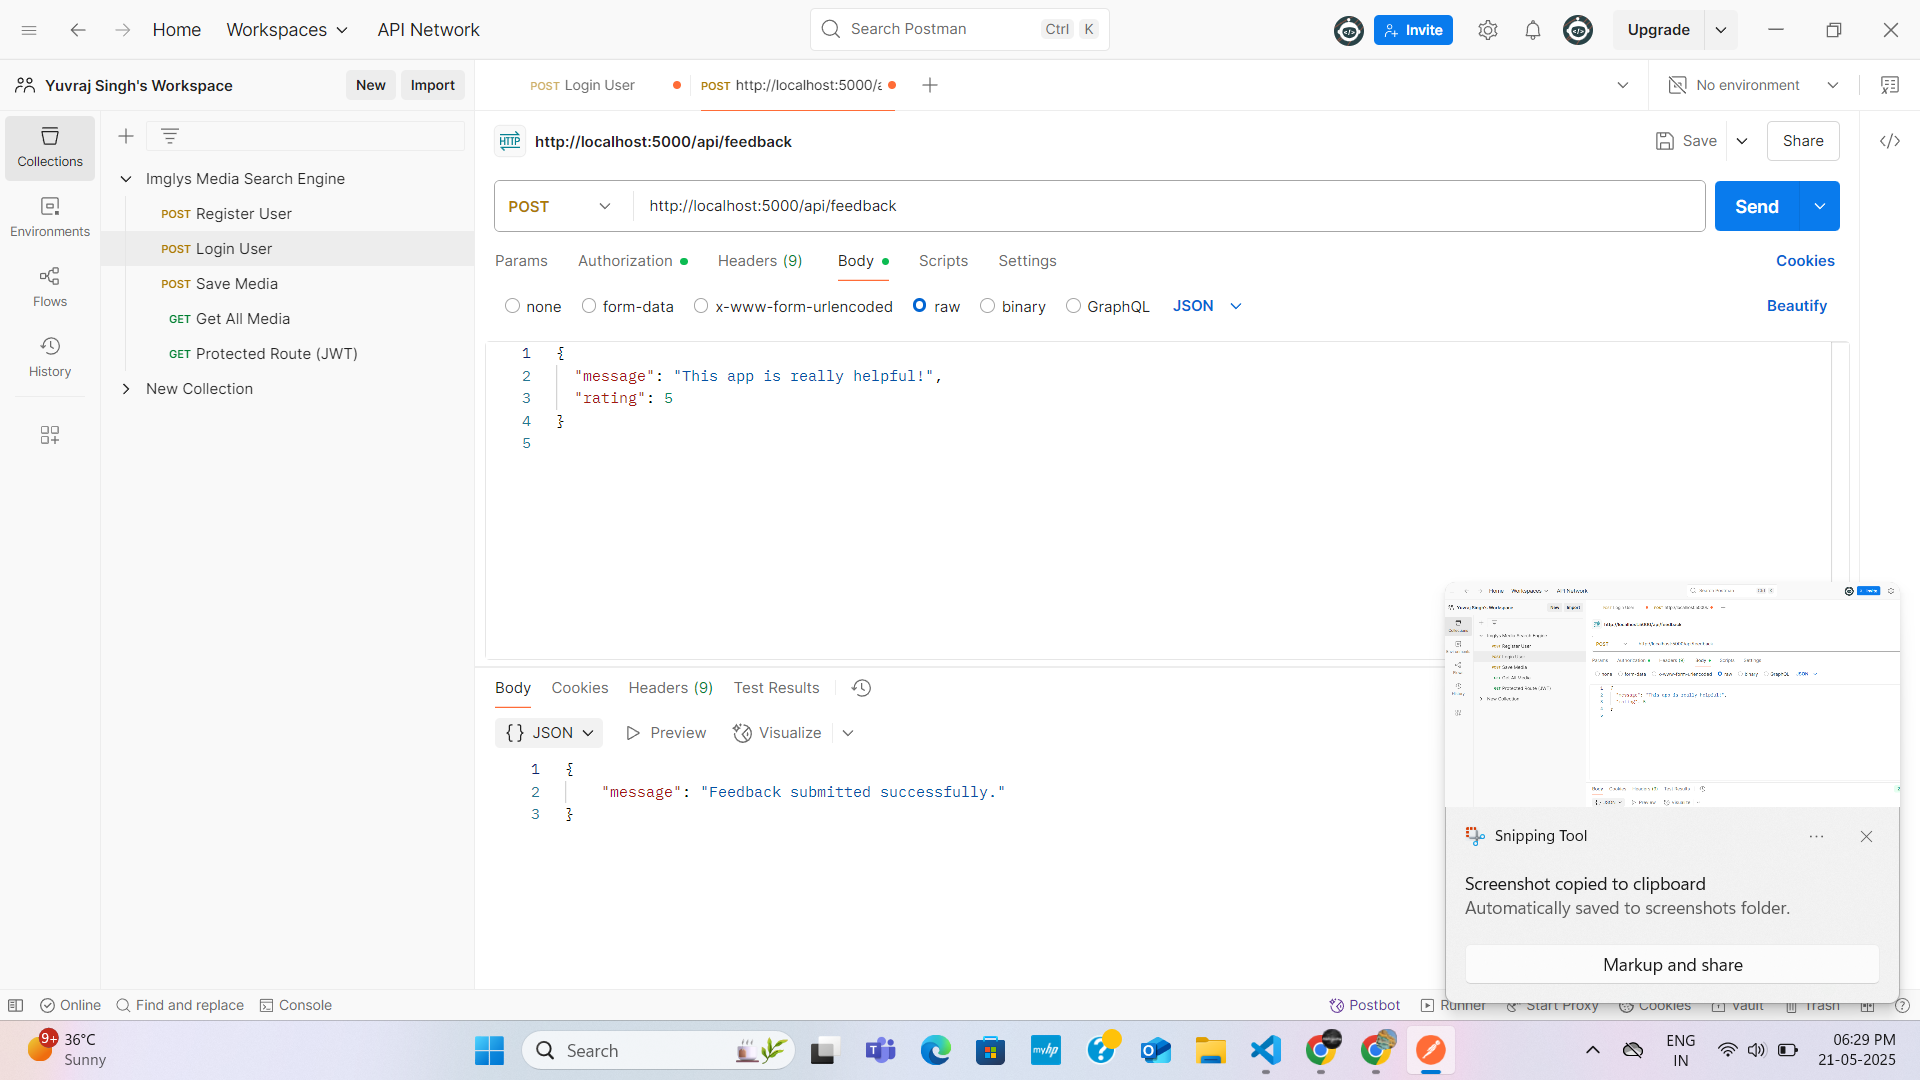 Home Workspaces API Network Search Postman Ctrl K Invite Upgrade
Yuvraj Singh's Workspace New Import POST Login User POST http://localhost:5000/a No environment
Collections
Environments
Flows
History
Imglys Media Search Engine
POST Register User
POST Login User
POST Save Media
GET Get All Media
GET Protected Route (JWT)
New Collection
HTTP http://localhost:5000/api/feedback Save Share
POST http://localhost:5000/api/feedback Send
Params Authorization Headers (9) Body Scripts Settings Cookies
none form-data x-www-form-urlencoded raw binary GraphQL JSON Beautify
1 {
2 "message": "This app is really helpful!",
3 "rating": 5
4 }
5
Body Cookies Headers (9) Test Results
{} JSON Preview Visualize
1 {
2 "message": "Feedback submitted successfully."
3 }
Snipping Tool
Screenshot copied to clipboard
Automatically saved to screenshots folder.
Markup and share
Online Find and replace Console Postbot Runner Start Proxy Cookies Vault Trash
9+ 36°C
Sunny
Search
myhp
ENG
IN
06:29 PM
21-05-2025